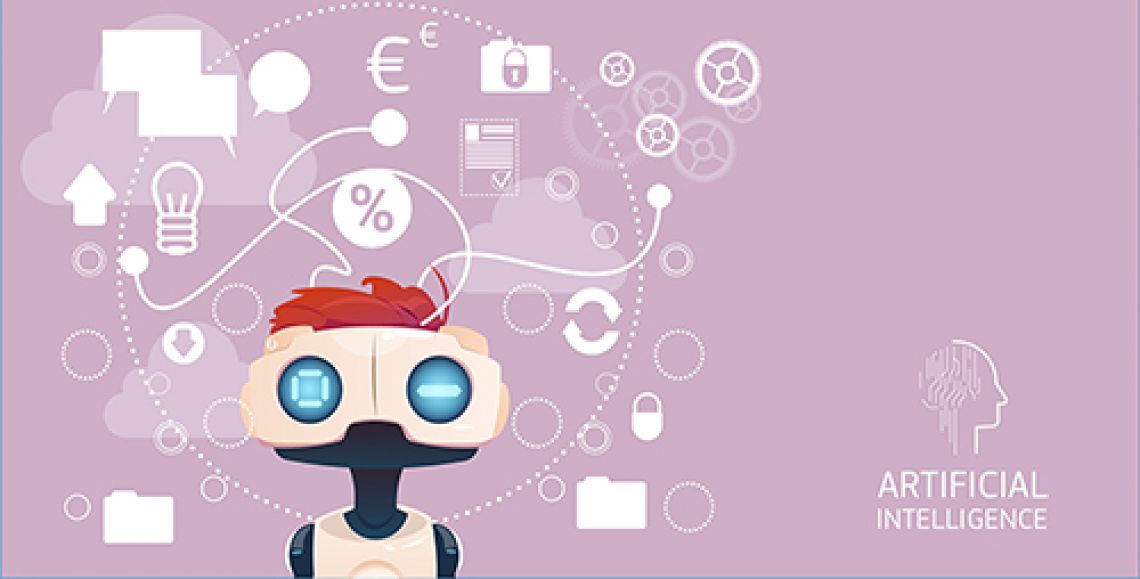 € €
%
ARTIFICIAL
INTELLIGENCE